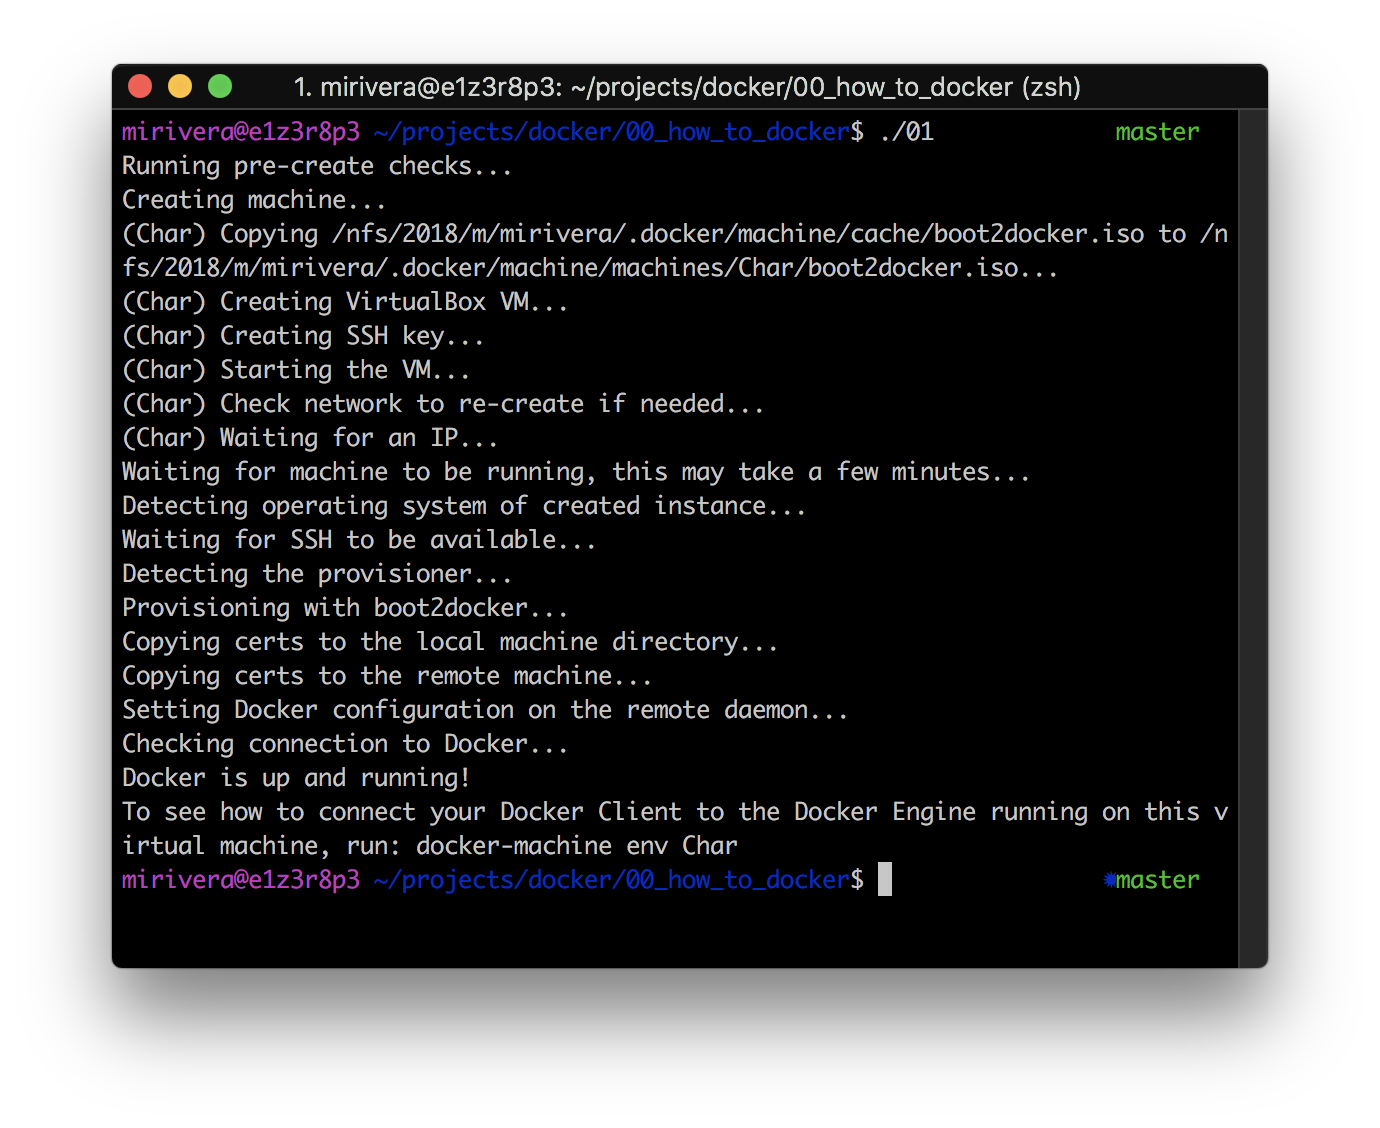 1. mirivera@e1z3r8p3: ~/projects/docker/00_how_to_docker (zsh)
mirivera@e1z3r8p3 ~/projects/docker/00_how_to_docker$ ./01 master
Running pre-create checks...
Creating machine...
(Char) Copying /nfs/2018/m/mirivera/.docker/machine/cache/boot2docker.iso to /n
fs/2018/m/mirivera/.docker/machine/machines/Char/boot2docker.iso...
(Char) Creating VirtualBox VM...
(Char) Creating SSH key...
(Char) Starting the VM...
(Char) Check network to re-create if needed...
(Char) Waiting for an IP...
Waiting for machine to be running, this may take a few minutes...
Detecting operating system of created instance...
Waiting for SSH to be available...
Detecting the provisioner...
Provisioning with boot2docker...
Copying certs to the local machine directory...
Copying certs to the remote machine...
Setting Docker configuration on the remote daemon...
Checking connection to Docker...
Docker is up and running!
To see how to connect your Docker Client to the Docker Engine running on this v
irtual machine, run: docker-machine env Char
mirivera@e1z3r8p3 ~/projects/docker/00_how_to_docker$ ✹master